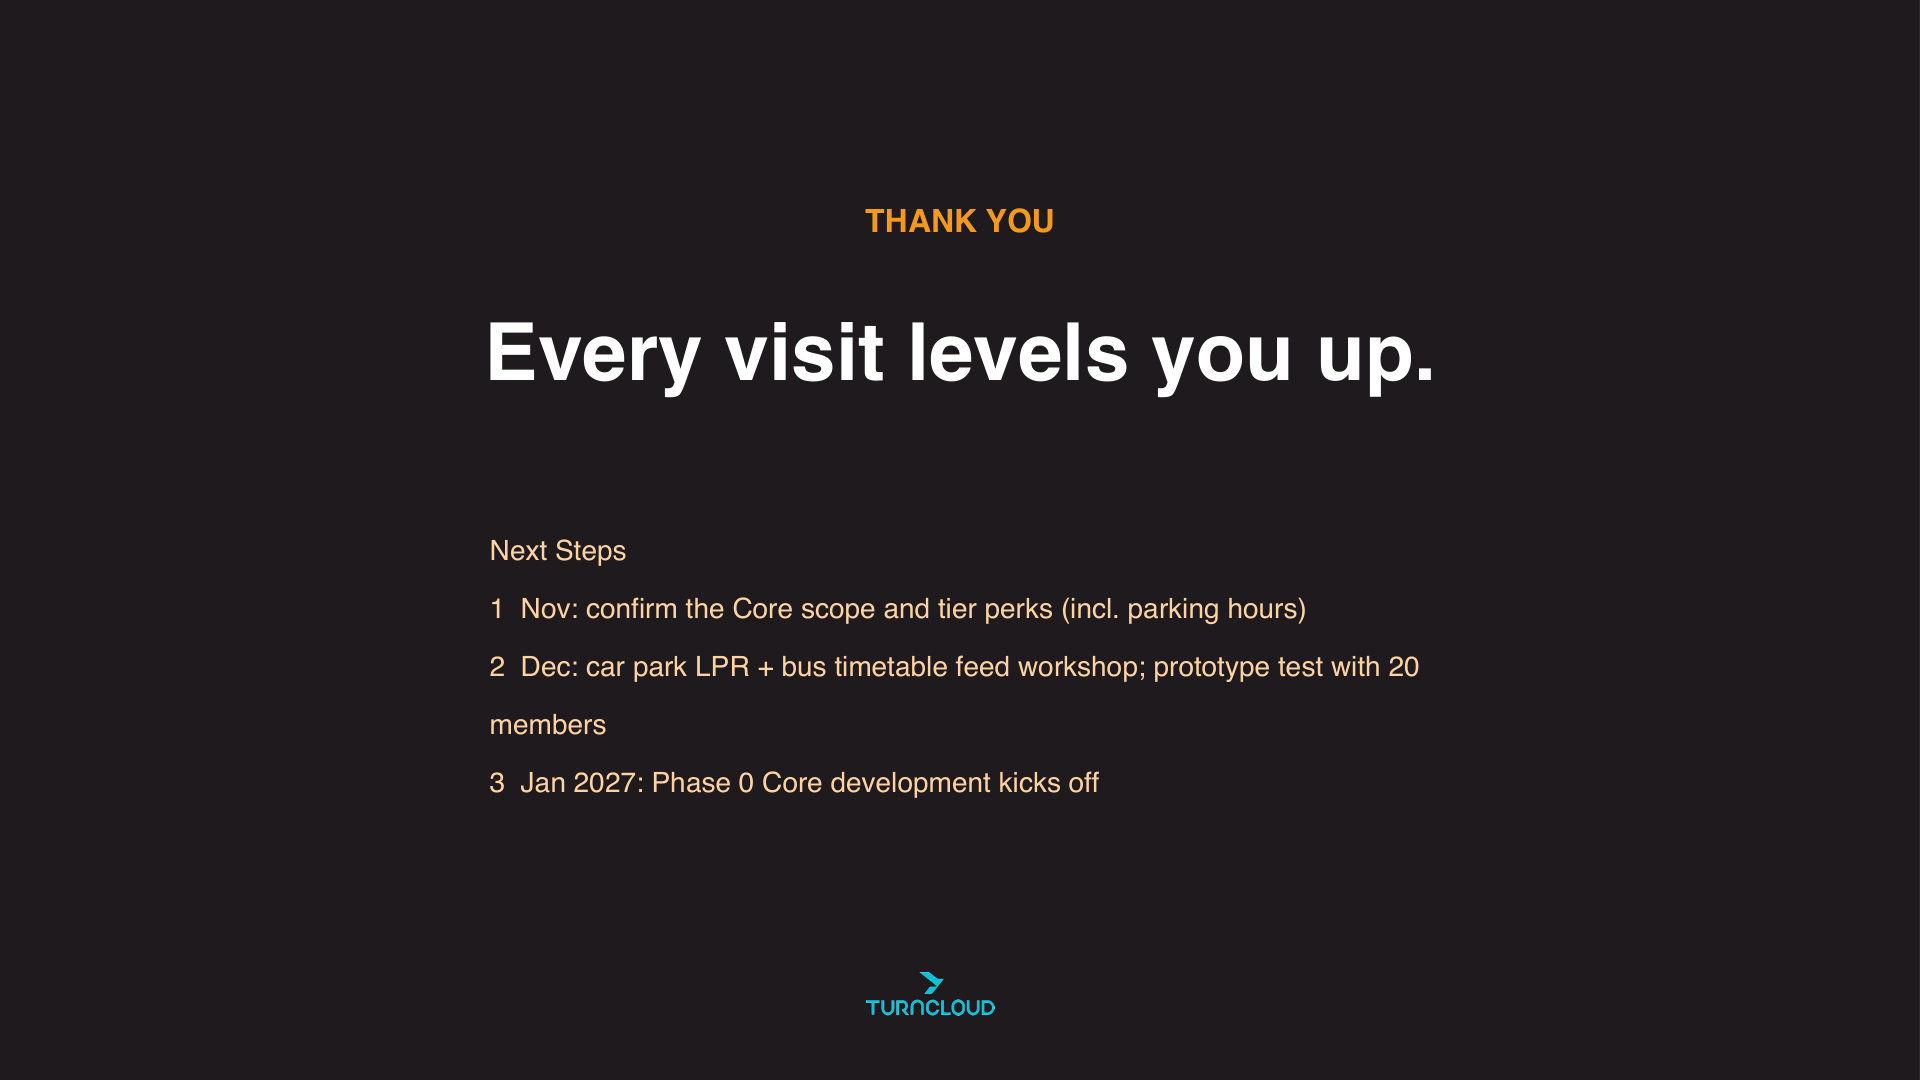 THANK YOU
Every visit levels you up.
Next Steps
1 Nov: confirm the Core scope and tier perks (incl. parking hours)
2 Dec: car park LPR + bus timetable feed workshop; prototype test with 20
members
3 Jan 2027: Phase 0 Core development kicks off
TURNCLOUD